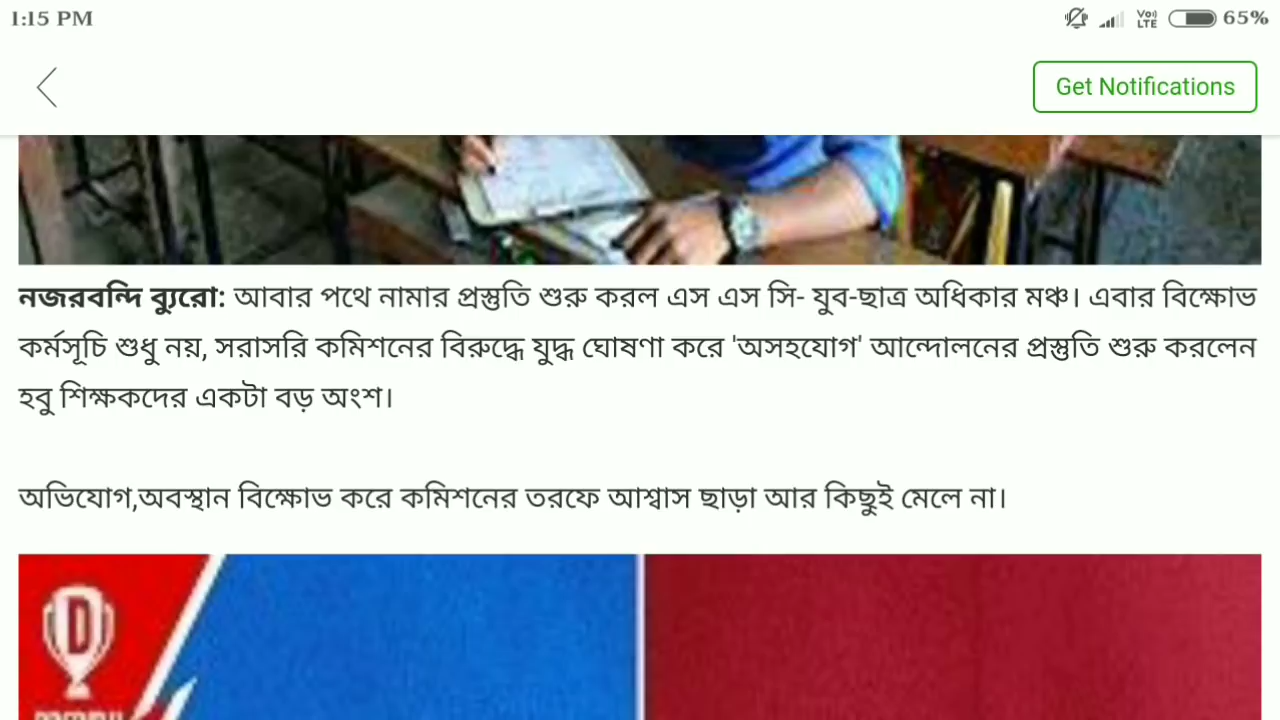 1:15 PM
Vo)) LTE 65%
Get Notifications
নজরবন্দি ব্যুরো: আবার পথে নামার প্রস্তুতি শুরু করল এস এস সি- যুব-ছাত্র অধিকার মঞ্চ। এবার বিক্ষোভ
কর্মসূচি শুধু নয়, সরাসরি কমিশনের বিরুদ্ধে যুদ্ধ ঘোষণা করে 'অসহযোগ' আন্দোলনের প্রস্তুতি শুরু করলেন
হবু শিক্ষকদের একটা বড় অংশ।
অভিযোগ,অবস্থান বিক্ষোভ করে কমিশনের তরফে আশ্বাস ছাড়া আর কিছুই মেলে না।
D